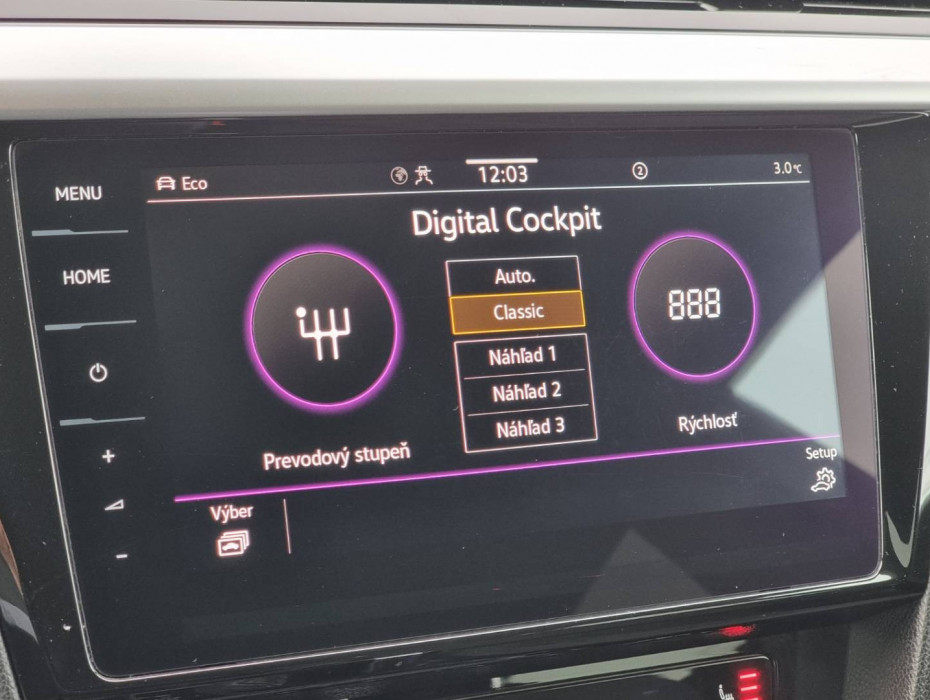 MENU
HOME
Eco
12:03
2
3.0°C
Digital Cockpit
Auto.
Classic
Náhľad 1
Náhľad 2
Náhľad 3
888
Prevodový stupeň
Rýchlosť
Výber
Setup
+
-